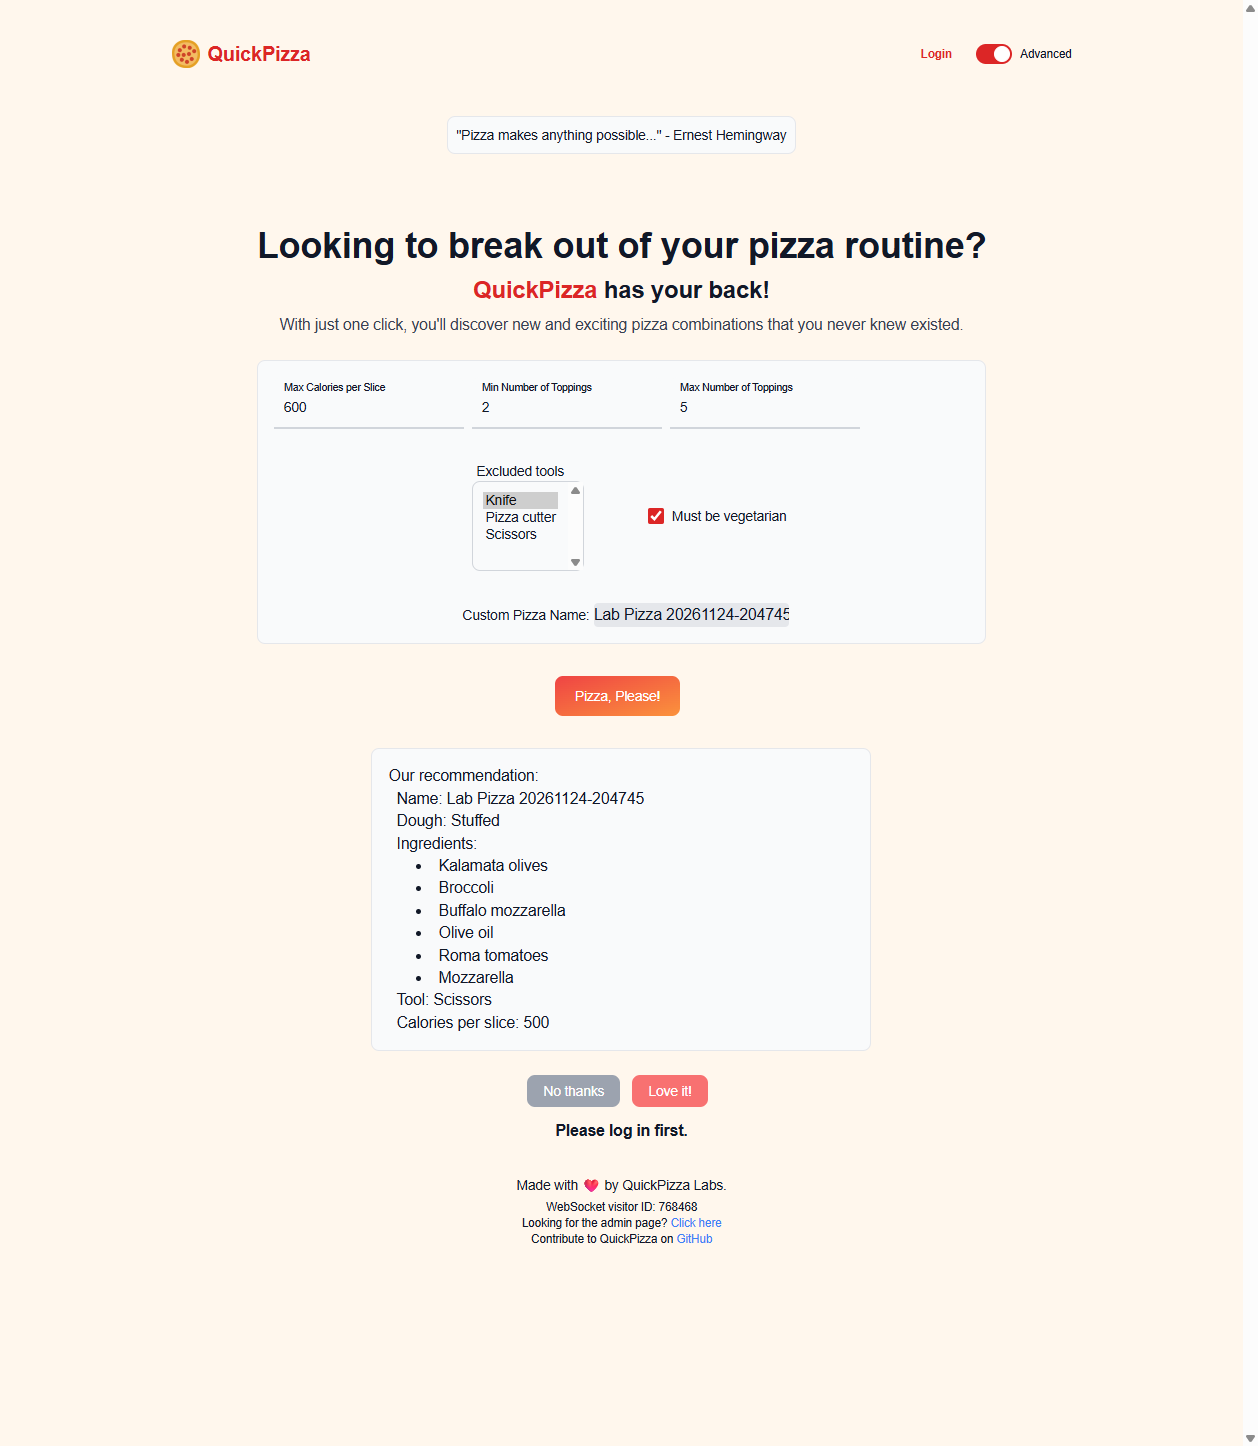 QuickPizza
Login
Advanced
"Pizza makes anything possible..." - Ernest Hemingway
Looking to break out of your pizza routine?
QuickPizza has your back!
With just one click, you'll discover new and exciting pizza combinations that you never knew existed.
Max Calories per Slice
600
Min Number of Toppings
2
Max Number of Toppings
5
Excluded tools
Knife
Pizza cutter
Scissors
Must be vegetarian
Custom Pizza Name: Lab Pizza 20261124-204745
Pizza, Please!
Our recommendation:
Name: Lab Pizza 20261124-204745
Dough: Stuffed
Ingredients:
• Kalamata olives
• Broccoli
• Buffalo mozzarella
• Olive oil
• Roma tomatoes
• Mozzarella
Tool: Scissors
Calories per slice: 500
No thanks
Love it!
Please log in first.
Made with ❤️ by QuickPizza Labs.
WebSocket visitor ID: 768468
Looking for the admin page? Click here
Contribute to QuickPizza on GitHub